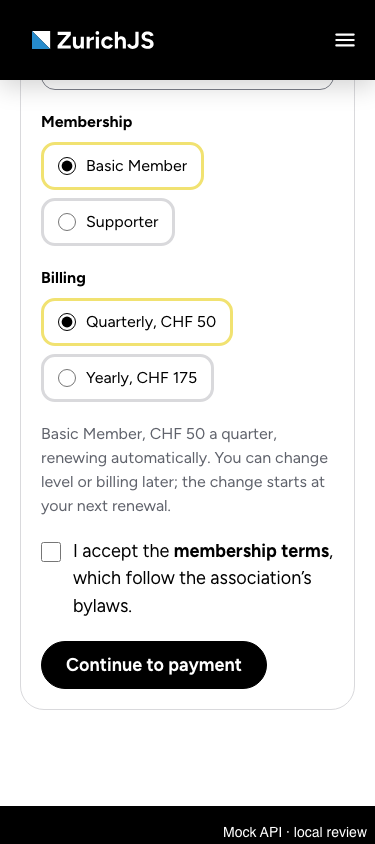 ZurichJS
Membership
Basic Member
Supporter
Billing
Quarterly, CHF 50
Yearly, CHF 175
Basic Member, CHF 50 a quarter,
renewing automatically. You can change
level or billing later; the change starts at
your next renewal.
I accept the membership terms,
which follow the association’s
bylaws.
Continue to payment
Mock API · local review